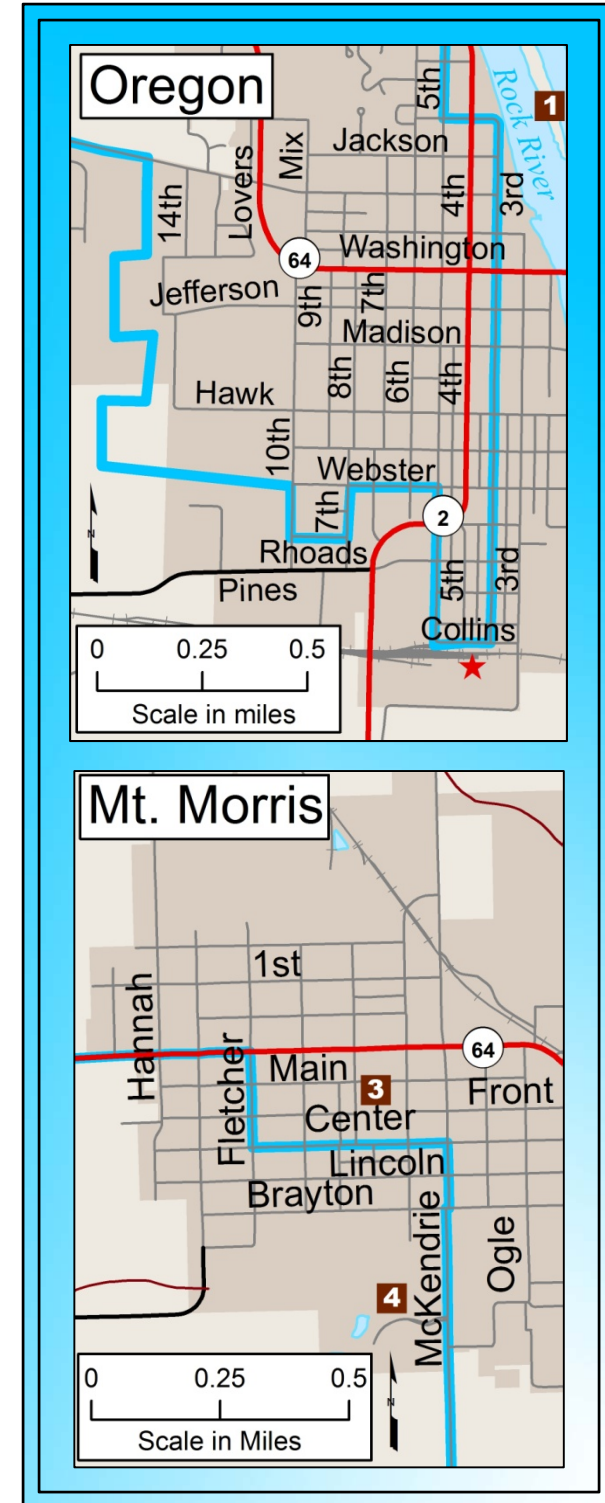 Oregon
5th
Rock River
1
Jackson
Mix
Lovers
14th
4th
3rd
Washington
64
Jefferson
9th
7th
Madison
8th
6th
4th
Hawk
10th
Webster
7th
2
Rhoads
Pines
5th
3rd
Collins
0 0.25 0.5
Scale in miles
N
Mt. Morris
1st
Hannah
Fletcher
64
Main
3
Front
Center
Lincoln
Brayton
McKendrie
Ogle
4
0 0.25 0.5
Scale in Miles
N